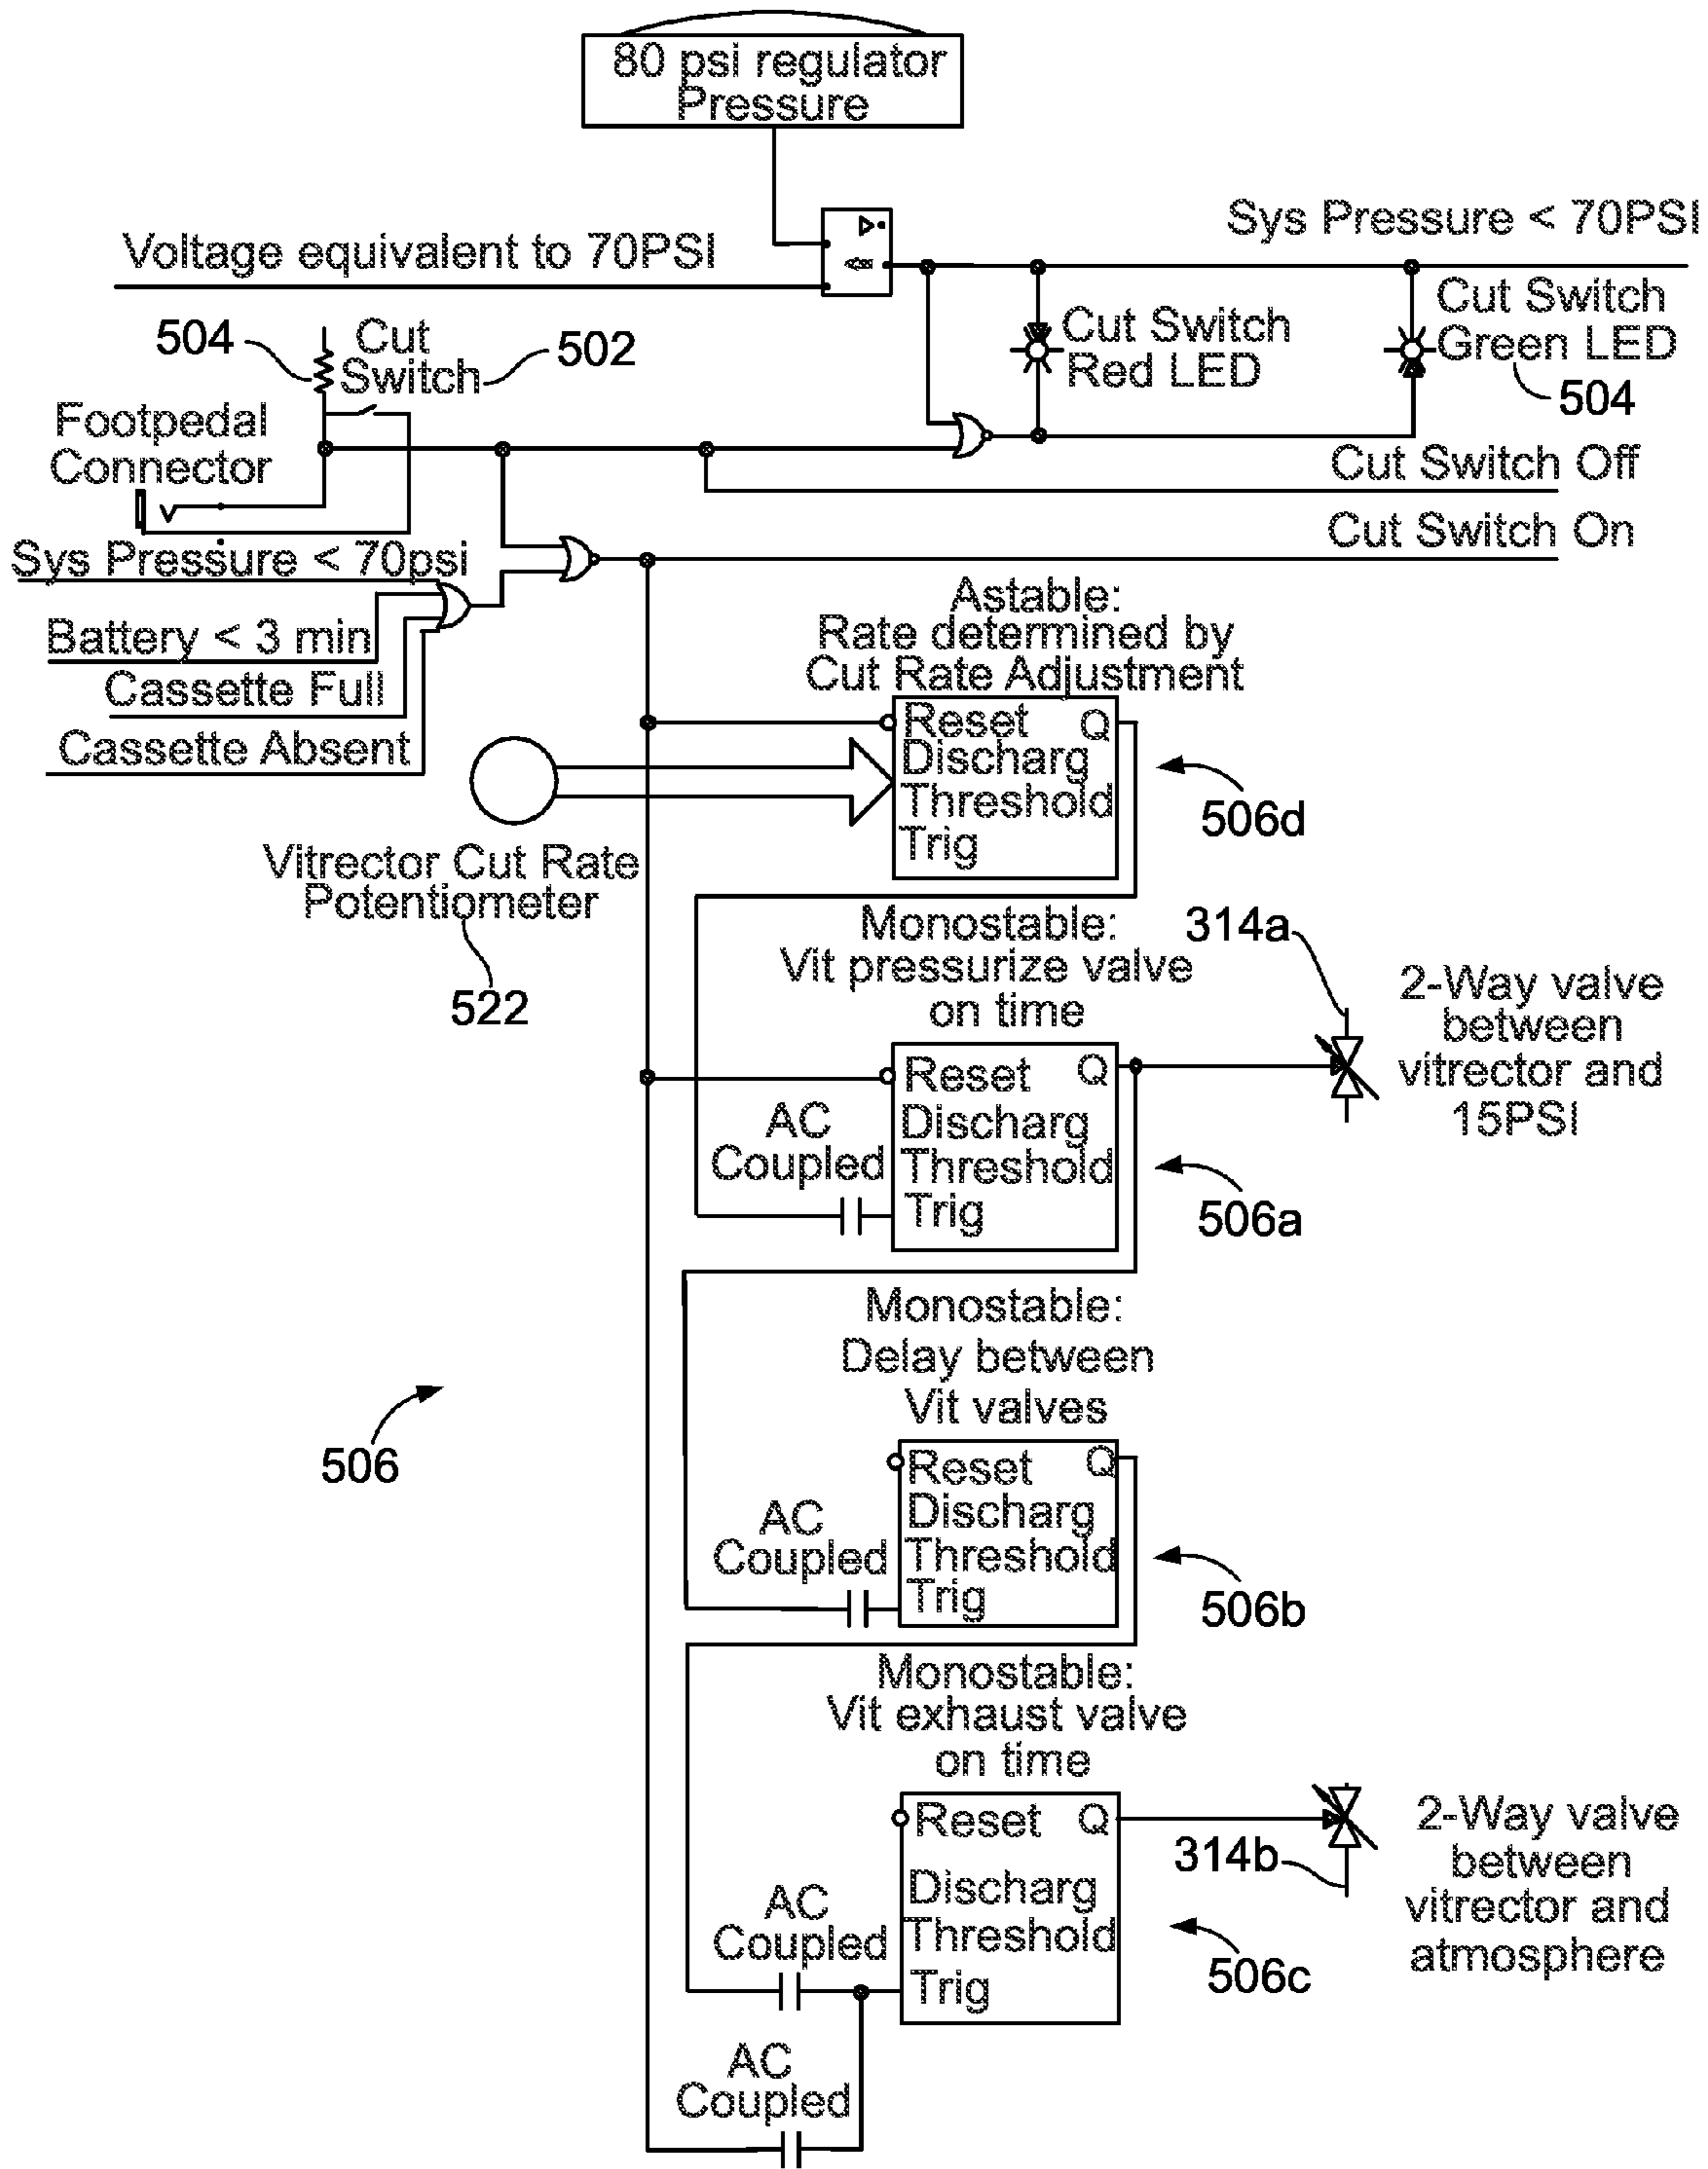 80 psi regulator
Pressure
Sys Pressure < 70PSI
Voltage equivalent to 70PSI
504
Cut
Switch
502
Cut Switch
Red LED
Cut Switch
Green LED
504
Footpedal
Connector
Cut Switch Off
Cut Switch On
Sys Pressure < 70psi
Battery < 3 min
Cassette Full
Cassette Absent
Astable:
Rate determined by
Cut Rate Adjustment
Reset Q
Discharg
Threshold
Trig
506d
Vitrector Cut Rate
Potentiometer
522
Monostable:
Vit pressurize valve
on time
314a
2-Way valve
between
vitrector and
15PSI
Reset Q
Discharg
Threshold
Trig
AC
Coupled
506a
Monostable:
Delay between
Vit valves
506
Reset Q
Discharg
Threshold
Trig
AC
Coupled
506b
Monostable:
Vit exhaust valve
on time
Reset Q
Discharg
Threshold
Trig
AC
Coupled
314b
2-Way valve
between
vitrector and
atmosphere
506c
AC
Coupled